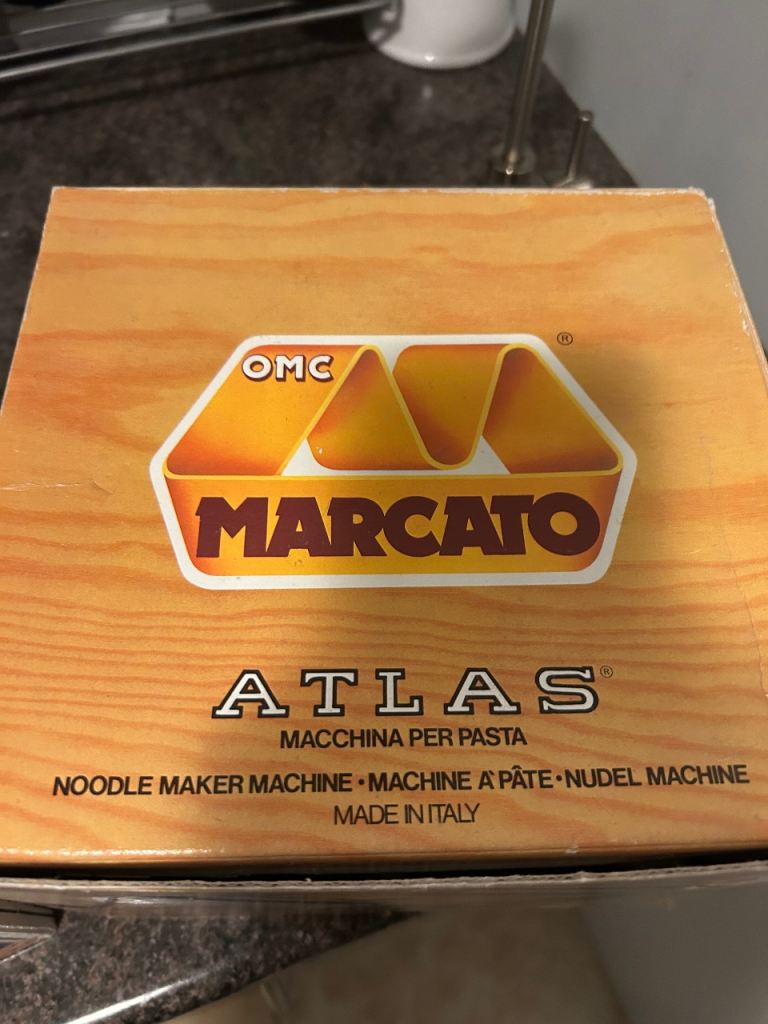 OMC
®
MARCATO
ATLAS®
MACCHINA PER PASTA
NOODLE MAKER MACHINE • MACHINE A' PÂTE • NUDEL MACHINE
MADE IN ITALY